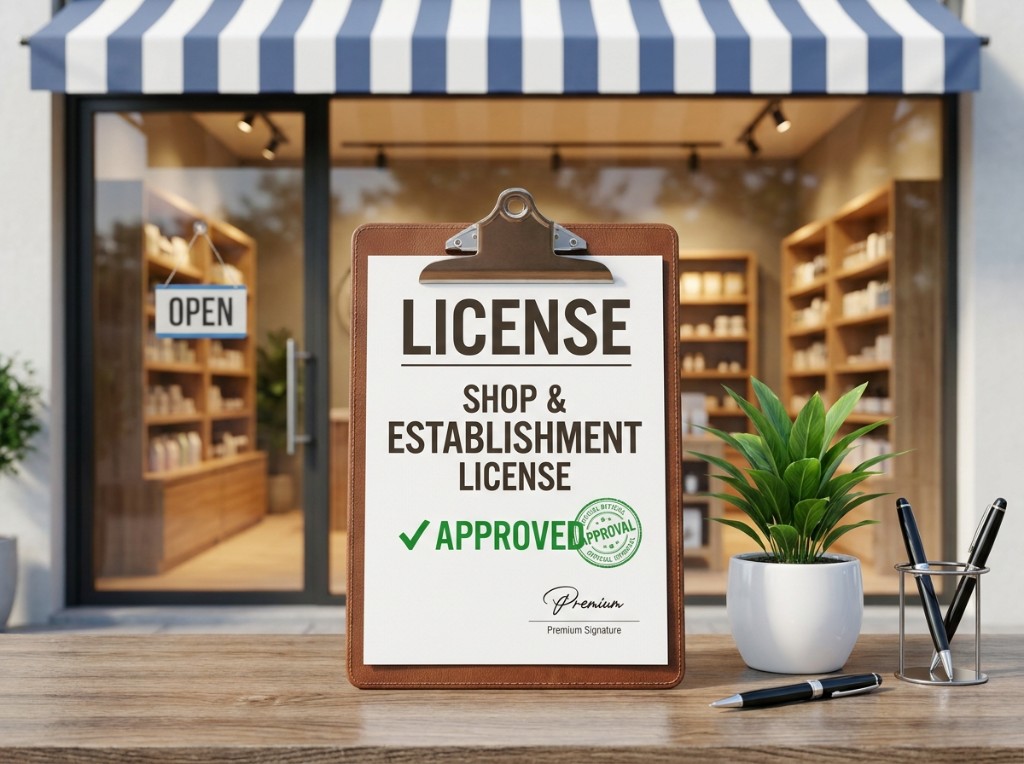 OPEN
LICENSE
SHOP &
ESTABLISHMENT
LICENSE
✓ APPROVED
APPROVAL
Premium
Premium Signature